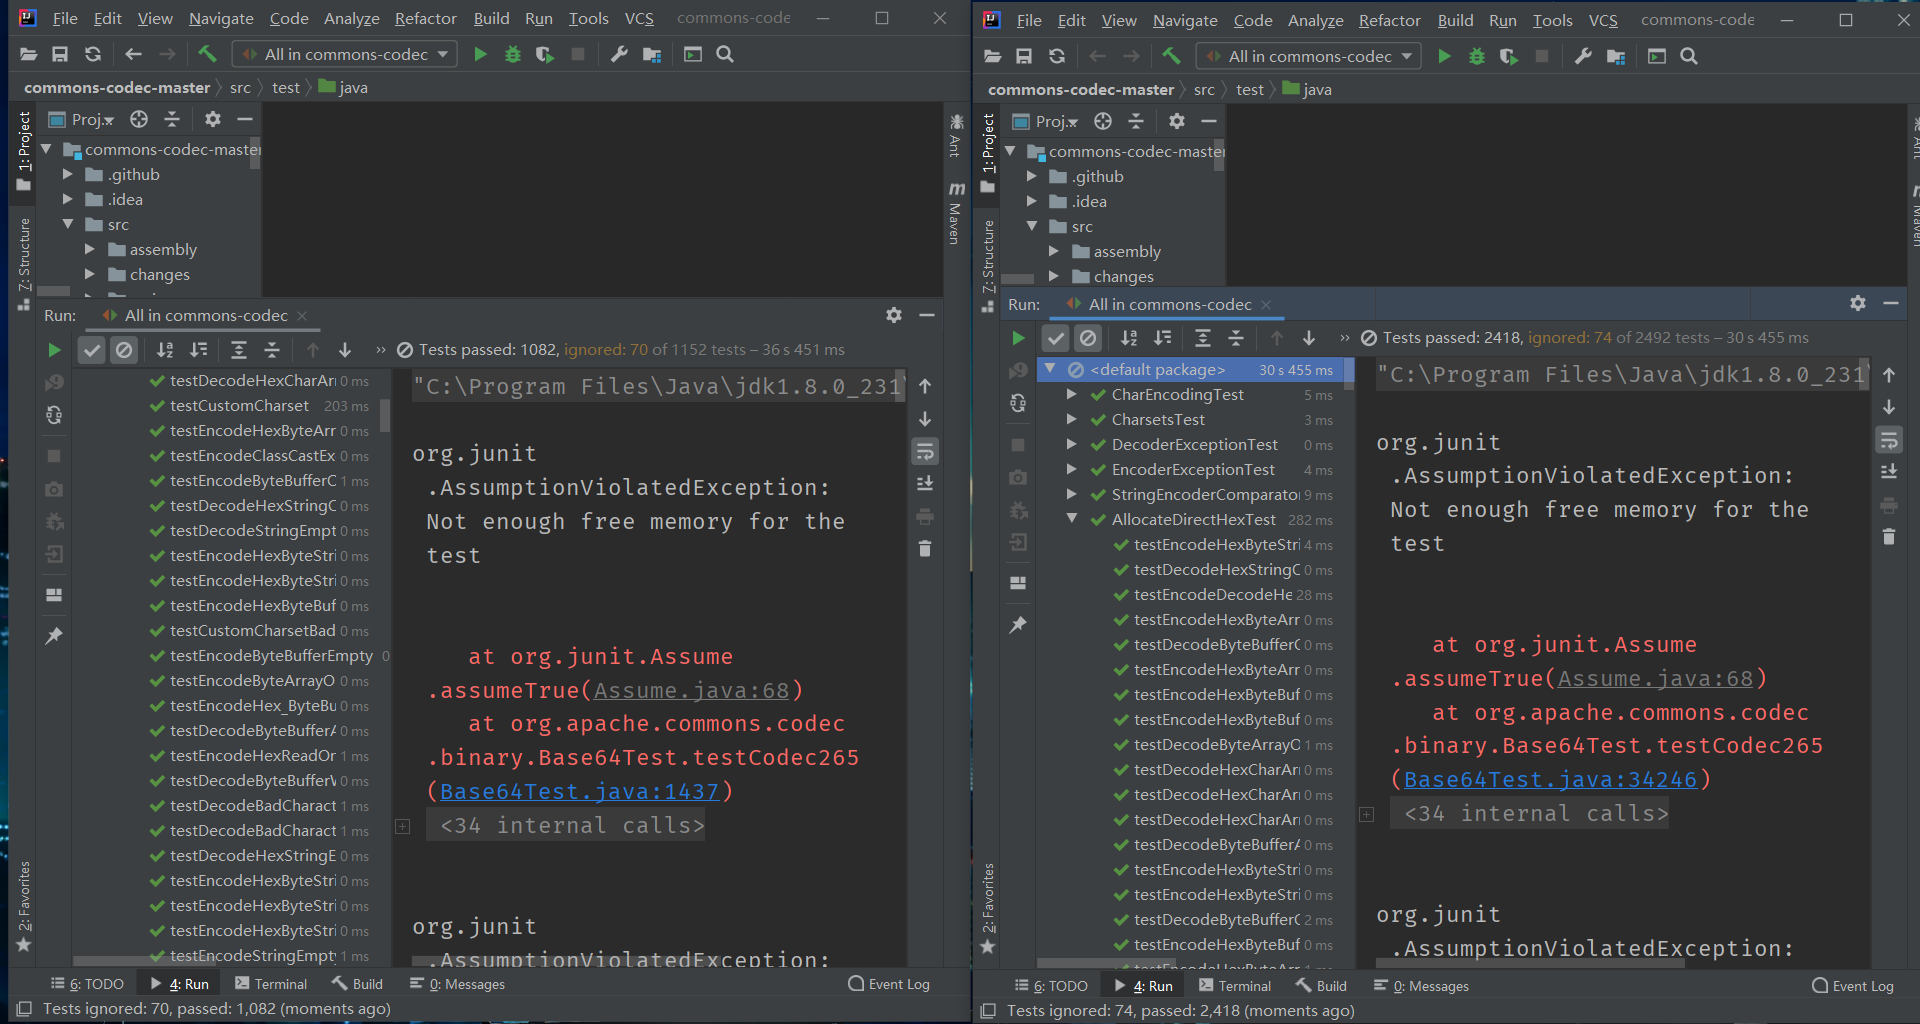 File Edit View Navigate Code Analyze Refactor Build Run Tools VCS commons-code
All in commons-codec
commons-codec-master src test java
Proj.
commons-codec-master
.github
.idea
src
assembly
changes
1: Project
7: Structure
2: Favorites
Ant
Maven
Run: All in commons-codec
Tests passed: 1082, ignored: 70 of 1152 tests – 36 s 451 ms
testDecodeHexCharAr 0 ms
testCustomCharset 203 ms
testEncodeHexByteArr 0 ms
testEncodeClassCastEx 0 ms
testEncodeByteBufferC 1 ms
testDecodeHexStringC 0 ms
testDecodeStringEmpt 0 ms
testEncodeHexByteStri 0 ms
testEncodeHexByteStri 0 ms
testEncodeHexByteBuf 0 ms
testCustomCharsetBad 0 ms
testEncodeByteBufferEmpty 0
testEncodeByteArrayO 0 ms
testEncodeHex_ByteBu 0 ms
testDecodeByteBufferA 0 ms
testEncodeHexReadOr 1 ms
testDecodeByteBufferV 0 ms
testDecodeBadCharact 1 ms
testDecodeBadCharact 1 ms
testDecodeHexStringE 0 ms
testEncodeHexByteStri 0 ms
testEncodeHexByteStri 0 ms
testEncodeHexByteStri 0 ms
testEncodeStringEmpt 1 ms
"C:\Program Files\Java\jdk1.8.0_231\
org.junit
.AssumptionViolatedException:
Not enough free memory for the
test
at org.junit.Assume
.assumeTrue(Assume.java:68)
at org.apache.commons.codec
.binary.Base64Test.testCodec265
(Base64Test.java:1437)
<34 internal calls>
org.junit
.AssumptionViolatedException:
6: TODO 4: Run Terminal Build 0: Messages Event Log
Tests ignored: 70, passed: 1,082 (moments ago)
File Edit View Navigate Code Analyze Refactor Build Run Tools VCS commons-code
All in commons-codec
commons-codec-master src test java
Proj.
commons-codec-master
.github
.idea
src
assembly
changes
1: Project
7: Structure
2: Favorites
Ant
Maven
Run: All in commons-codec
Tests passed: 2418, ignored: 74 of 2492 tests – 30 s 455 ms
<default package> 30 s 455 ms
CharEncodingTest 5 ms
CharsetsTest 3 ms
DecoderExceptionTest 0 ms
EncoderExceptionTest 4 ms
StringEncoderComparato 9 ms
AllocateDirectHexTest 282 ms
testEncodeHexByteStri 4 ms
testDecodeHexStringC 0 ms
testEncodeDecodeHe 28 ms
testEncodeHexByteArr 0 ms
testDecodeByteBufferC 0 ms
testEncodeHexByteArr 0 ms
testEncodeHexByteBuf 0 ms
testEncodeHexByteBuf 0 ms
testDecodeByteArrayO 1 ms
testDecodeHexCharAr 0 ms
testDecodeHexCharAr 0 ms
testDecodeHexCharAr 0 ms
testDecodeByteBufferA 0 ms
testEncodeHexByteStri 0 ms
testEncodeHexByteStri 0 ms
testDecodeByteBufferC 2 ms
testEncodeHexByteBuf 0 ms
testEncodeHexByteArr 1 ms
"C:\Program Files\Java\jdk1.8.0_231\
org.junit
.AssumptionViolatedException:
Not enough free memory for the
test
at org.junit.Assume
.assumeTrue(Assume.java:68)
at org.apache.commons.codec
.binary.Base64Test.testCodec265
(Base64Test.java:34246)
<34 internal calls>
org.junit
.AssumptionViolatedException:
6: TODO 4: Run Terminal Build 0: Messages Event Log
Tests ignored: 74, passed: 2,418 (moments ago)